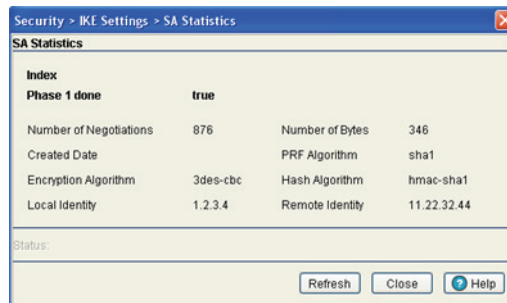 Security > IKE Settings > SA Statistics
SA Statistics
Index
Phase 1 done true
Number of Negotiations 876 Number of Bytes 346
Created Date PRF Algorithm sha1
Encryption Algorithm 3des-cbc Hash Algorithm hmac-sha1
Local Identity 1.2.3.4 Remote Identity 11.22.32.44
Status:
Refresh Close ? Help